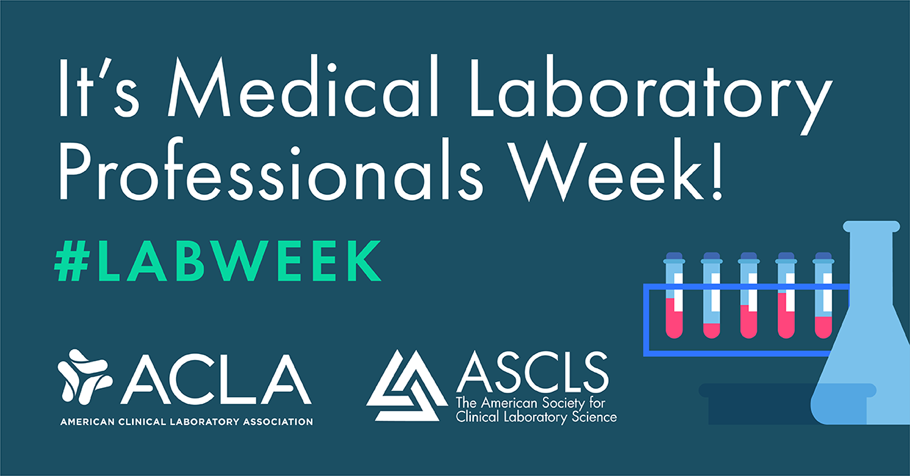 It's Medical Laboratory
Professionals Week!
#LABWEEK
ACLA
AMERICAN CLINICAL LABORATORY ASSOCIATION
ASCLS
The American Society for
Clinical Laboratory Science